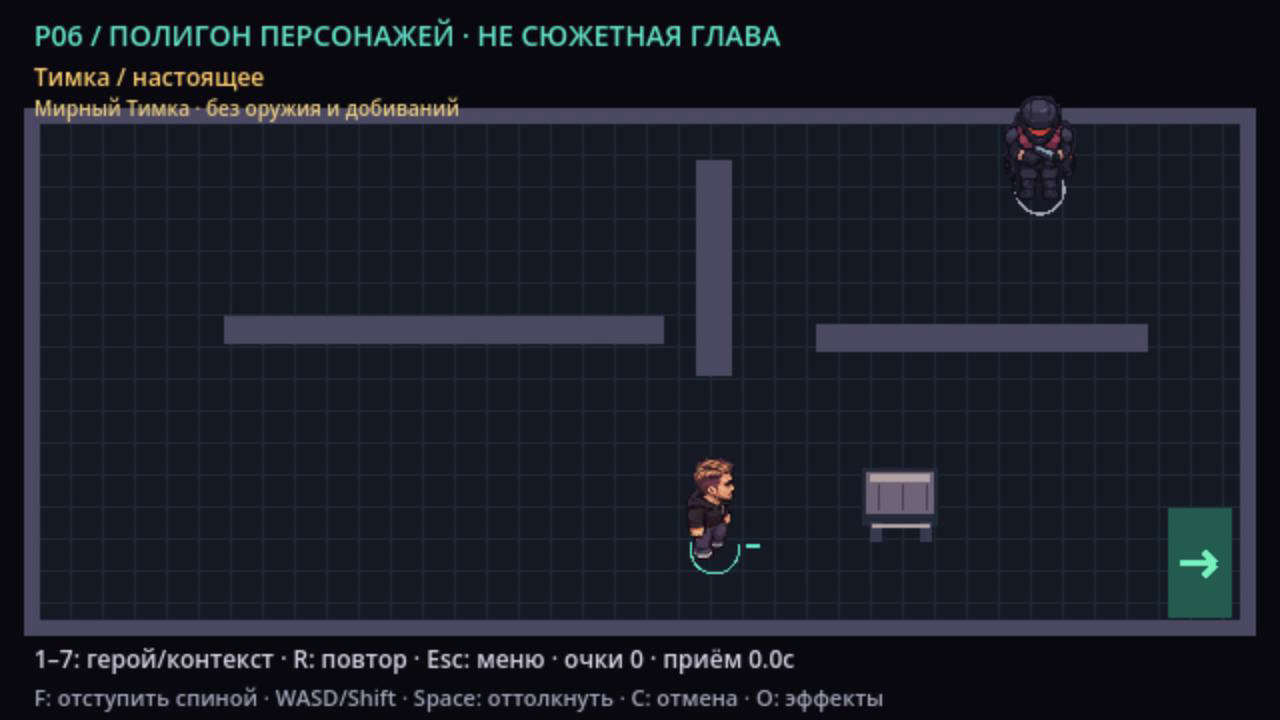 P06 / ПОЛИГОН ПЕРСОНАЖЕЙ · НЕ СЮЖЕТНАЯ ГЛАВА
Тимка / настоящее
Мирный Тимка · без оружия и добиваний
1–7: герой/контекст · R: повтор · Esc: меню · очки 0 · приём 0.0с
F: отступить спиной · WASD/Shift · Space: оттолкнуть · C: отмена · O: эффекты